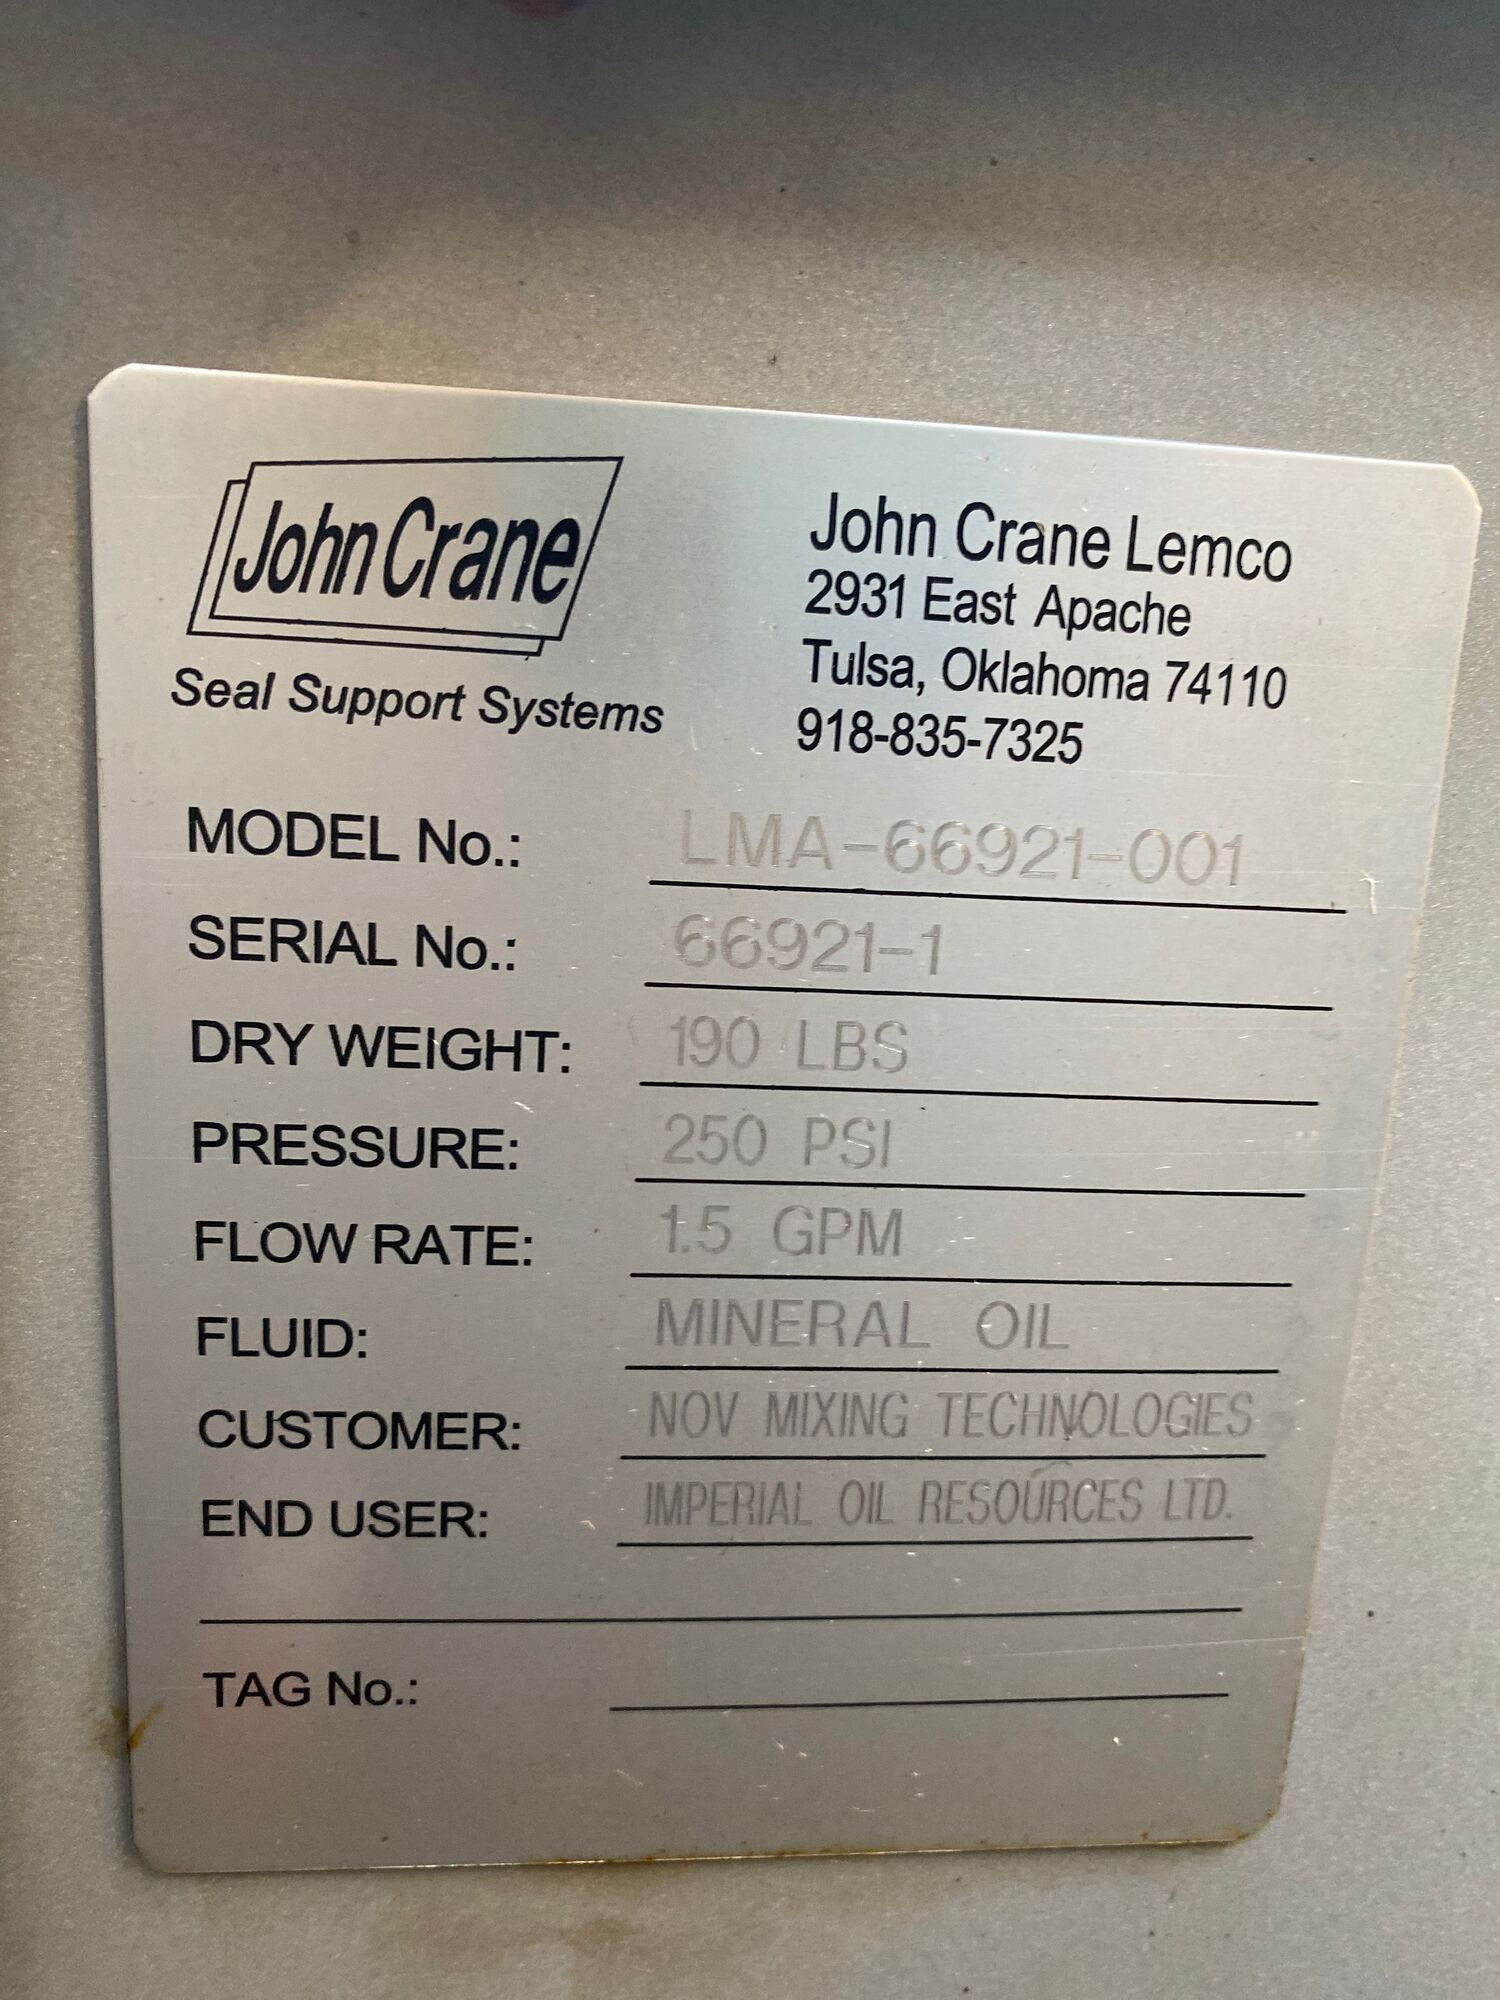 John Crane
Seal Support Systems
John Crane Lemco
2931 East Apache
Tulsa, Oklahoma 74110
918-835-7325
MODEL No.: LMA-66921-001
SERIAL No.: 66921-1
DRY WEIGHT: 190 LBS
PRESSURE: 250 PSI
FLOW RATE: 1.5 GPM
FLUID: MINERAL OIL
CUSTOMER: NOV MIXING TECHNOLOGIES
END USER: IMPERIAL OIL RESOURCES LTD.
TAG No.: